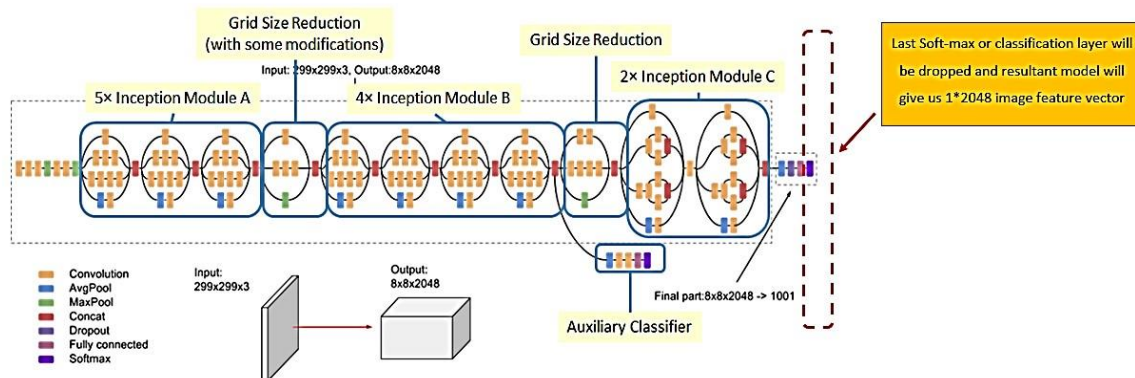 Grid Size Reduction
(with some modifications)
Grid Size Reduction
Input: 299x299x3, Output:8x8x2048
5× Inception Module A
4× Inception Module B
2× Inception Module C
Last Soft-max or classification layer will
be dropped and resultant model will
give us 1*2048 image feature vector
Convolution
AvgPool
MaxPool
Concat
Dropout
Fully connected
Softmax
Input:
299x299x3
Output:
8x8x2048
Auxiliary Classifier
Final part:8x8x2048 -> 1001